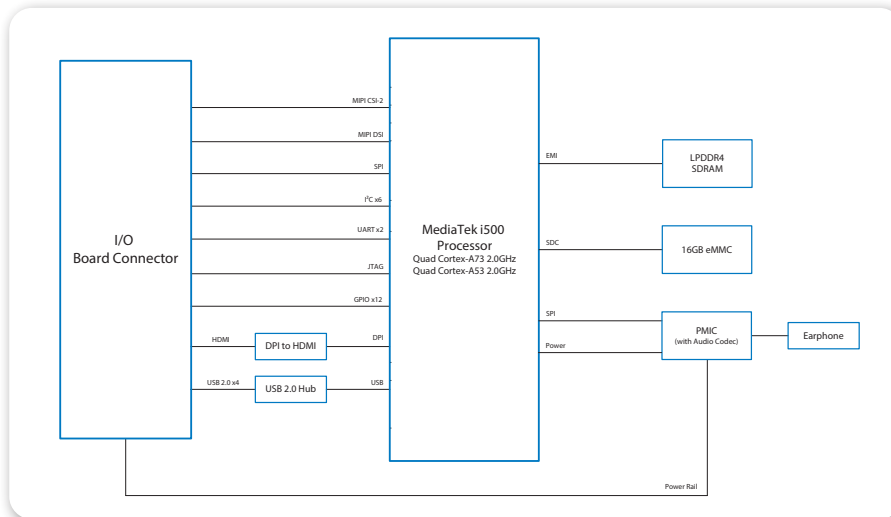 I/O
Board Connector
MIPI CSI-2
MIPI DSI
SPI
I²C x6
UART x2
JTAG
GPIO x12
HDMI
DPI to HDMI
DPI
USB 2.0 x4
USB 2.0 Hub
USB
MediaTek i500
Processor
Quad Cortex-A73 2.0GHz
Quad Cortex-A53 2.0GHz
EMI
LPDDR4
SDRAM
SDC
16GB eMMC
SPI
Power
PMIC
(with Audio Codec)
Earphone
Power Rail